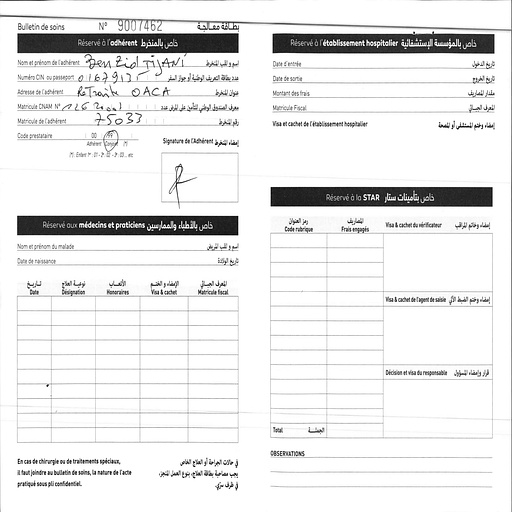 Bulletin de soins N° 9007462 بطاقة معالجة
Réservé à l'adhérent خاص بالمنخرط
Nom et prénom de l'adhérent Ben Zid Tijani اسم و لقب المنخرط
Numéro CIN ou passeport عدد بطاقة التعريف الوطنية أو جواز السفر
Adresse de l'adhérent Retraite OACA عنوان المنخرط
Matricule CNAM N° معرف الصندوق الوطني للتأمين على المرض عدد
Matricule de l'adhérent 75033 رقم المنخرط
Code prestataire 00 99
Adhérent Conjoint (*)
(*) : Enfant 1er : 01 - 2e : 02 - 3e : 03 ... etc
Signature de l'Adhérent إمضاء المنخرط
Réservé aux médecins et praticiens خاص بالأطباء والممارسين
Nom et prénom du malade اسم و لقب المريض
Date de naissance تاريخ الولادة
تاريخ نوعية العلاج الأتعاب الإمضاء و الختم المعرف الجبائي
Date Désignation Honoraires Visa & cachet Matricule fiscal
En cas de chirurgie ou de traitements spéciaux,
il faut joindre au bulletin de soins, la nature de l'acte
pratiqué sous pli confidentiel.
في حالات الجراحة أو العلاج الخاص
يجب مصاحبة بطاقة العلاج، بنوع العمل المنجز،
في ظرف سري.
Réservé à l'établissement hospitalier خاص بالمؤسسة الإستشفائية
Date d'entrée تاريخ الدخول
Date de sortie تاريخ الخروج
Montant des frais مقدار المصاريف
Matricule Fiscal المعرف الجبائي
Visa et cachet de l'établissement hospitalier إمضاء وختم المستشفى أو المصحة
Réservé à la STAR خاص بتأمينات ستار
رمز العنوان المصاريف
Code rubrique Frais engagés
Visa & cachet du vérificateur إمضاء وخاتم المراقب
Visa & cachet de l'agent de saisie إمضاء وختم الضبط الآلي
Décision et visa du responsable قرار وإمضاء المسؤول
Total الجملة
OBSERVATIONS